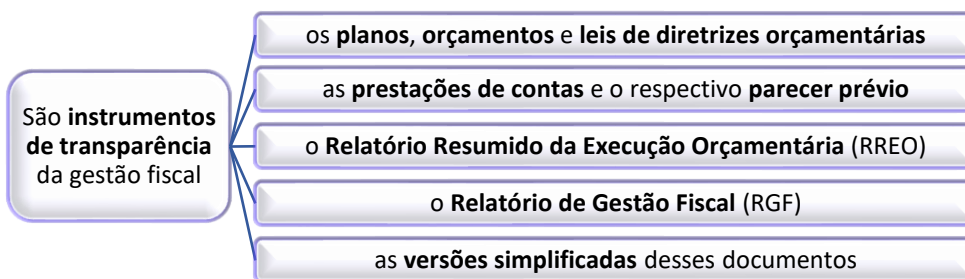 São instrumentos
de transparência
da gestão fiscal
os planos, orçamentos e leis de diretrizes orçamentárias
as prestações de contas e o respectivo parecer prévio
o Relatório Resumido da Execução Orçamentária (RREO)
o Relatório de Gestão Fiscal (RGF)
as versões simplificadas desses documentos